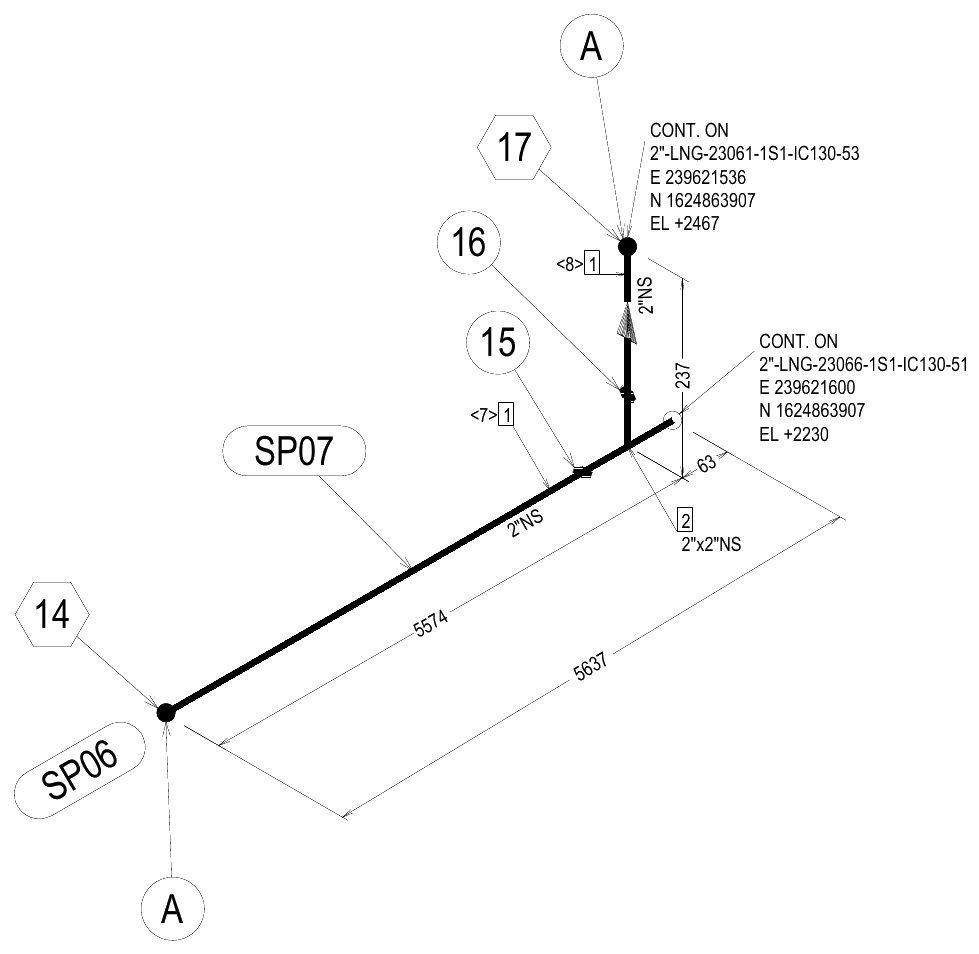 A
17
CONT. ON
2"-LNG-23061-1S1-IC130-53
E 239621536
N 1624863907
EL +2467
16
<8> 1
2"NS
15
237
CONT. ON
2"-LNG-23066-1S1-IC130-51
E 239621600
N 1624863907
EL +2230
<7> 1
SP07
63
2"NS
2
2"x2"NS
14
5574
5637
SP06
A